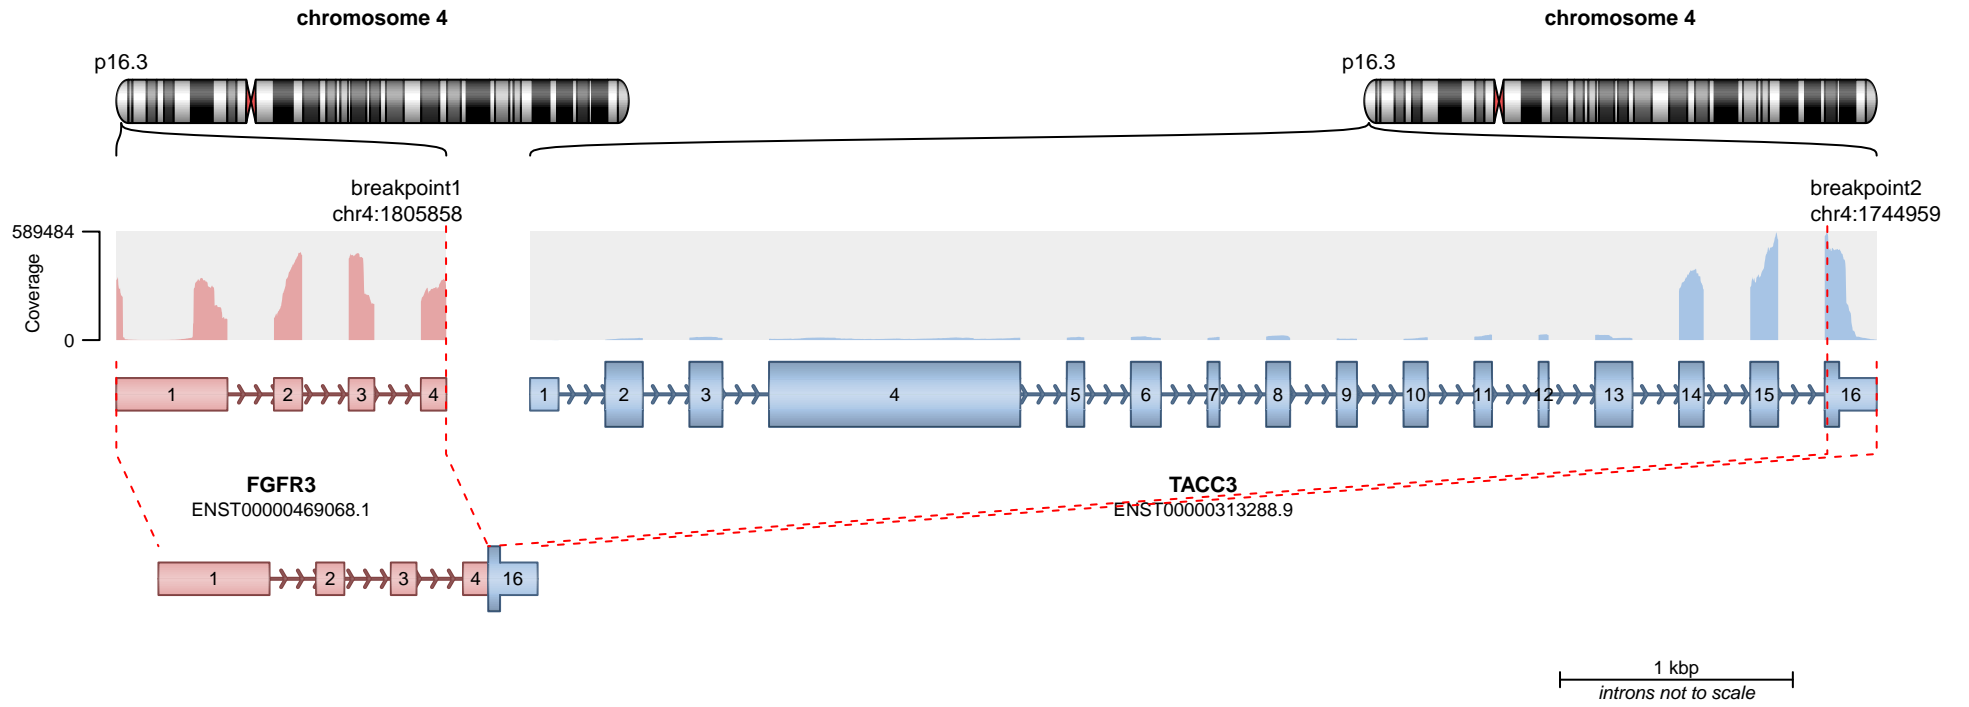 chromosome 4
chromosome 4
p16.3
p16.3
breakpoint1
chr4:1805858
breakpoint2
chr4:1744959
589484
Coverage
0
1 2 3 4
1 2 3 4 5 6 7 8 9 10 11 12 13 14 15 16
FGFR3
ENST00000469068.1
TACC3
ENST00000313288.9
1 2 3 4 16
1 kbp
introns not to scale